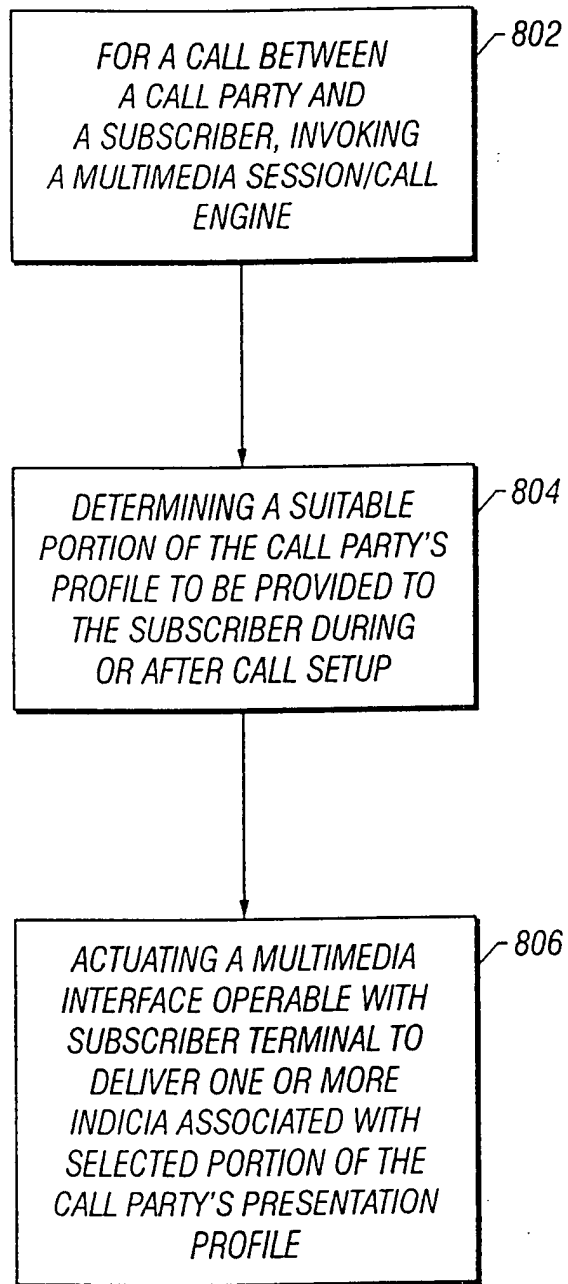 FOR A CALL BETWEEN
A CALL PARTY AND
A SUBSCRIBER, INVOKING
A MULTIMEDIA SESSION/CALL
ENGINE
802
DETERMINING A SUITABLE
PORTION OF THE CALL PARTY'S
PROFILE TO BE PROVIDED TO
THE SUBSCRIBER DURING
OR AFTER CALL SETUP
804
ACTUATING A MULTIMEDIA
INTERFACE OPERABLE WITH
SUBSCRIBER TERMINAL TO
DELIVER ONE OR MORE
INDICIA ASSOCIATED WITH
SELECTED PORTION OF THE
CALL PARTY'S PRESENTATION
PROFILE
806